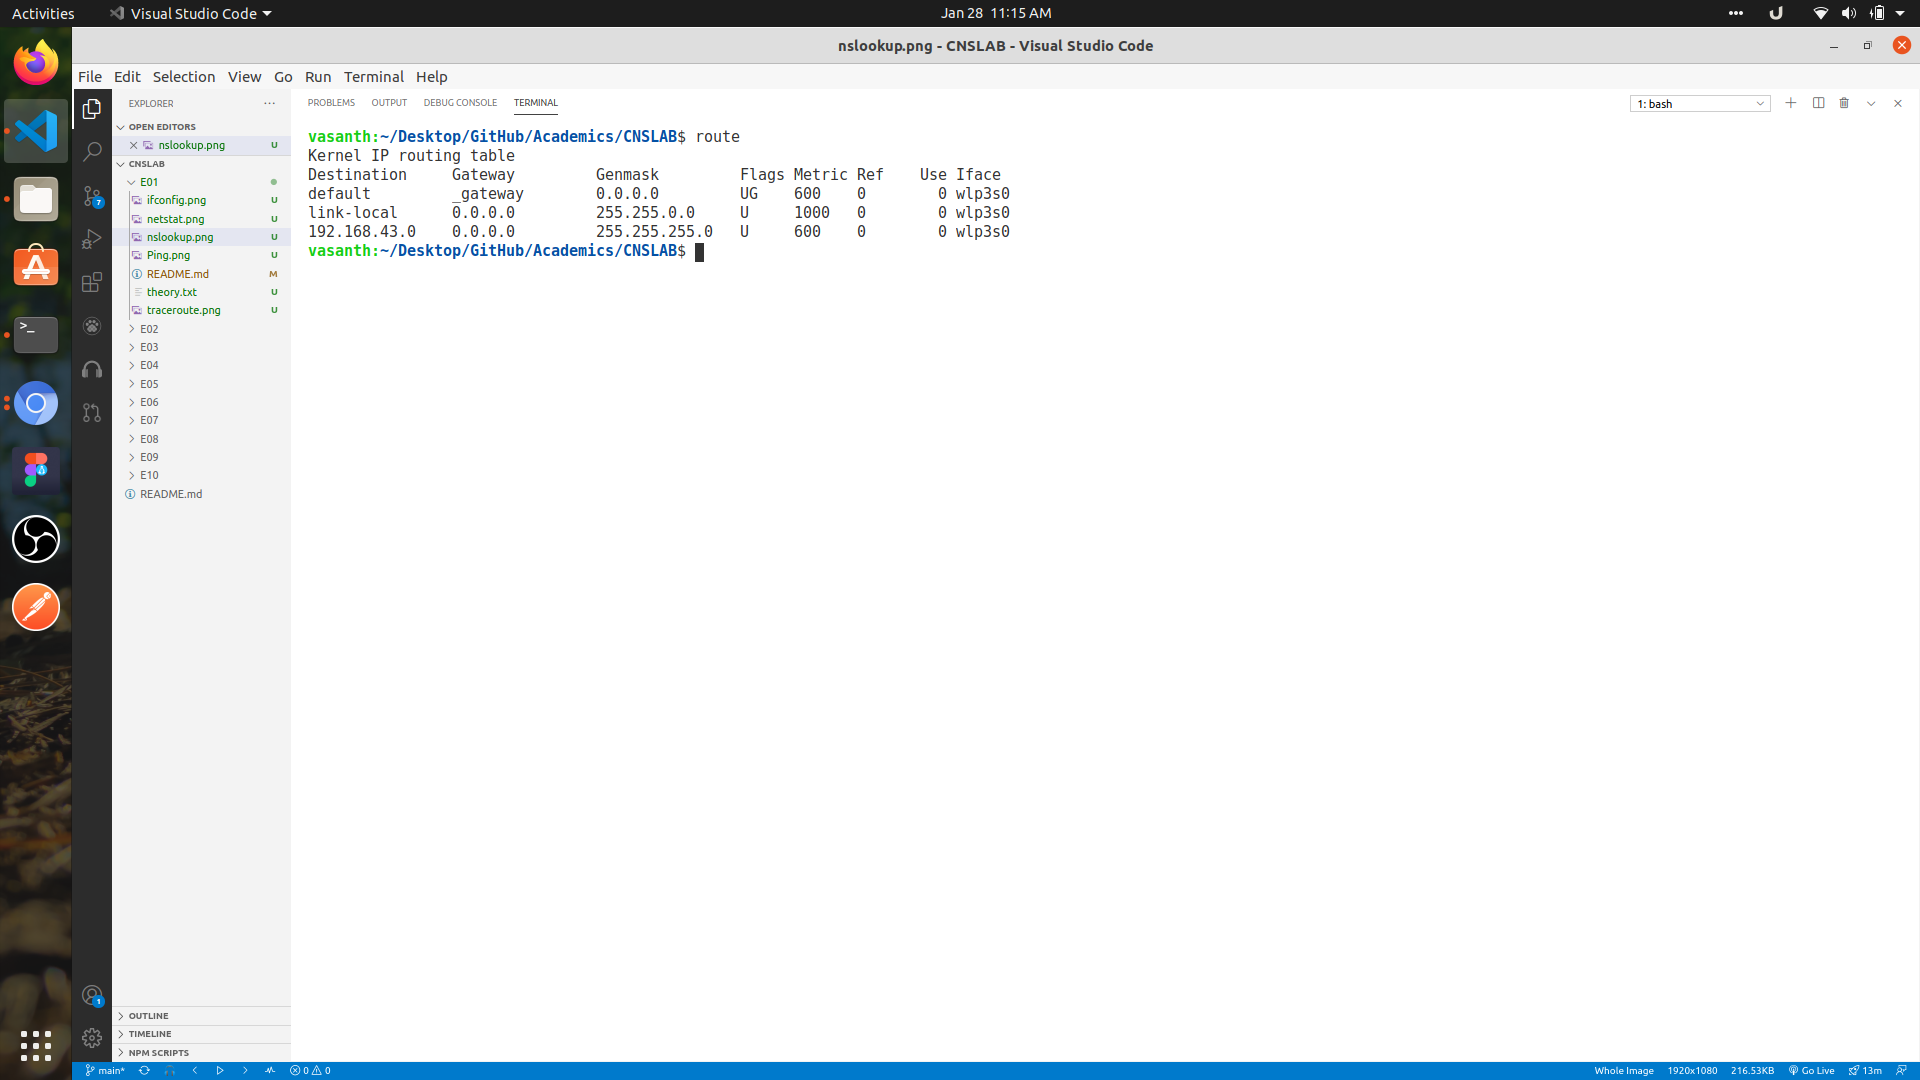 Activities Visual Studio Code Jan 28 11:15 AM
nslookup.png - CNSLAB - Visual Studio Code
File Edit Selection View Go Run Terminal Help
EXPLORER
OPEN EDITORS
nslookup.png U
CNSLAB
E01
ifconfig.png U
netstat.png U
nslookup.png U
Ping.png U
README.md M
theory.txt U
traceroute.png U
E02
E03
E04
E05
E06
E07
E08
E09
E10
README.md
OUTLINE
TIMELINE
NPM SCRIPTS
7
1
PROBLEMS OUTPUT DEBUG CONSOLE TERMINAL 1: bash
vasanth:~/Desktop/GitHub/Academics/CNSLAB$ route
Kernel IP routing table
Destination Gateway Genmask Flags Metric Ref Use Iface
default _gateway 0.0.0.0 UG 600 0 0 wlp3s0
link-local 0.0.0.0 255.255.0.0 U 1000 0 0 wlp3s0
192.168.43.0 0.0.0.0 255.255.255.0 U 600 0 0 wlp3s0
vasanth:~/Desktop/GitHub/Academics/CNSLAB$
main* 0 0 Whole Image 1920x1080 216.53KB Go Live 13m